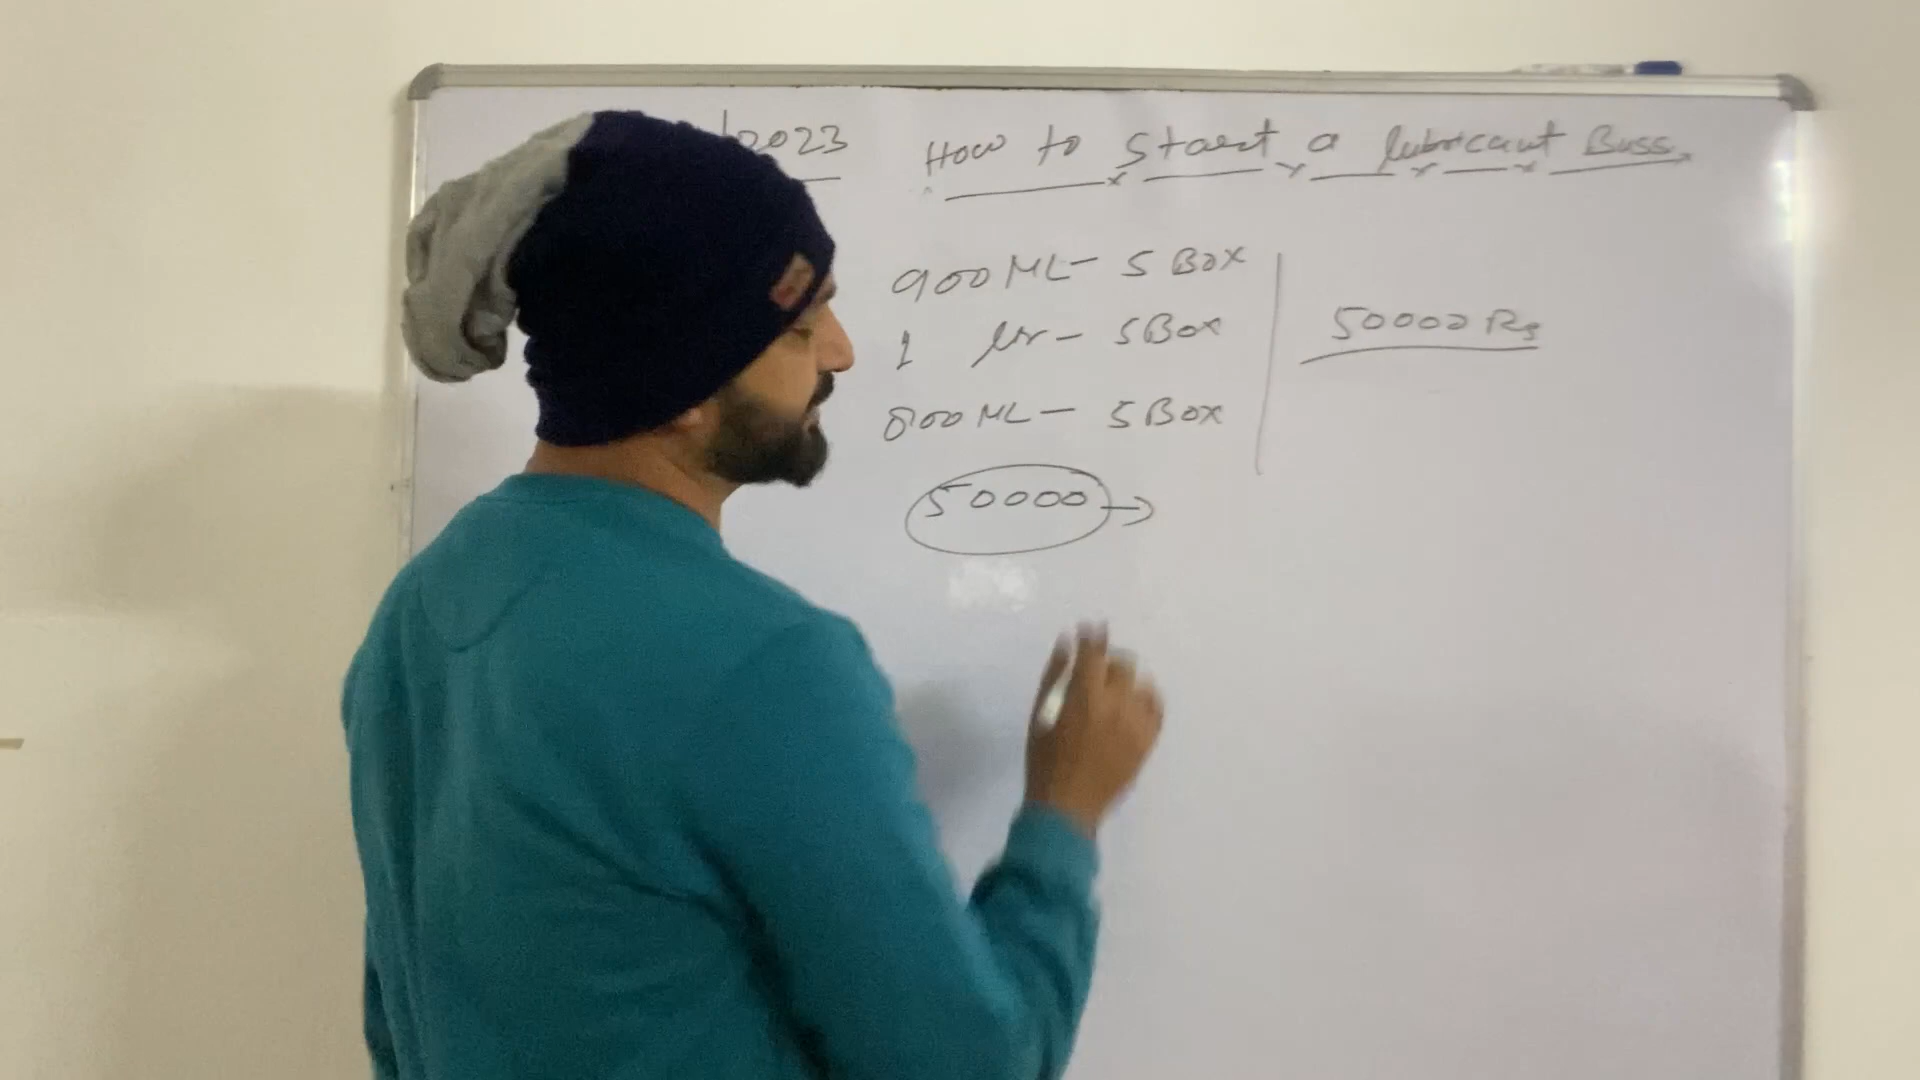 /2023 How to Start a lubricant Buss.
900 ML - 5 Box
1 Ltr - 5 Box
50000 Rs
800 ML - 5 Box
50000 →